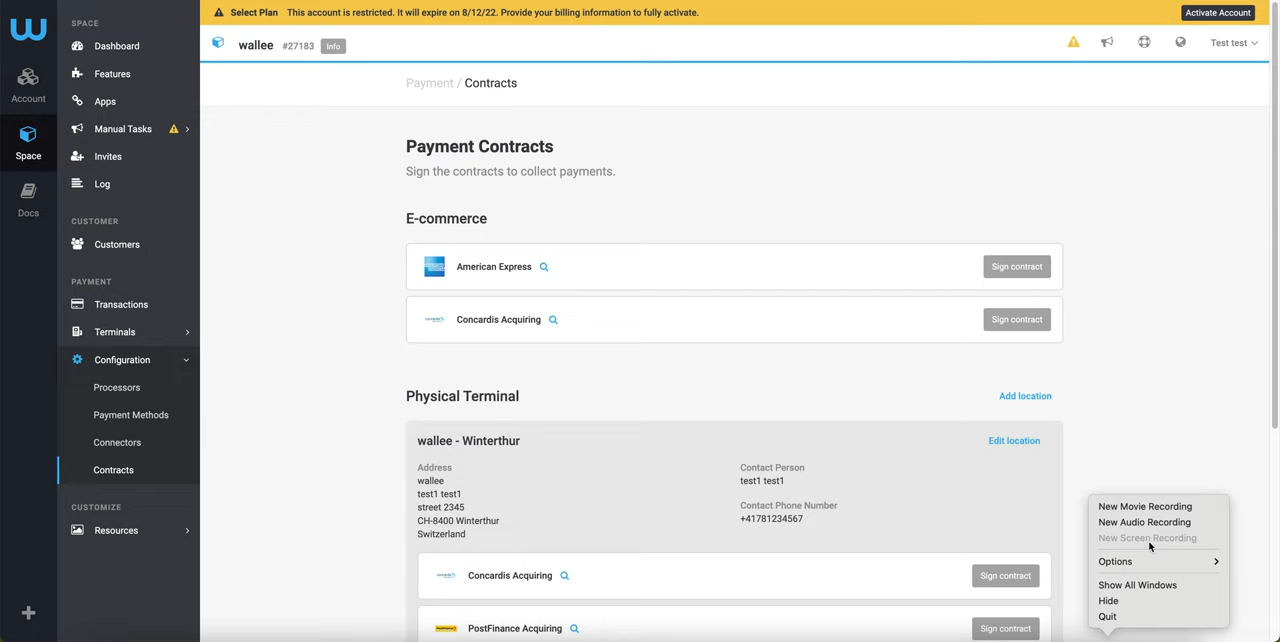 Select Plan This account is restricted. It will expire on 8/12/22. Provide your billing information to fully activate.
Activate Account
wallee #27183 Info
Test test
Account
Space
Docs
SPACE
Dashboard
Features
Apps
Manual Tasks
Invites
Log
CUSTOMER
Customers
PAYMENT
Transactions
Terminals
Configuration
Processors
Payment Methods
Connectors
Contracts
CUSTOMIZE
Resources
Payment / Contracts
Payment Contracts
Sign the contracts to collect payments.
E-commerce
American Express
Sign contract
Concardis Acquiring
Sign contract
Physical Terminal
Add location
wallee - Winterthur
Edit location
Address
wallee
test1 test1
street 2345
CH-8400 Winterthur
Switzerland
Contact Person
test1 test1
Contact Phone Number
+41781234567
Concardis Acquiring
Sign contract
PostFinance Acquiring
Sign contract
New Movie Recording
New Audio Recording
New Screen Recording
Options
Show All Windows
Hide
Quit